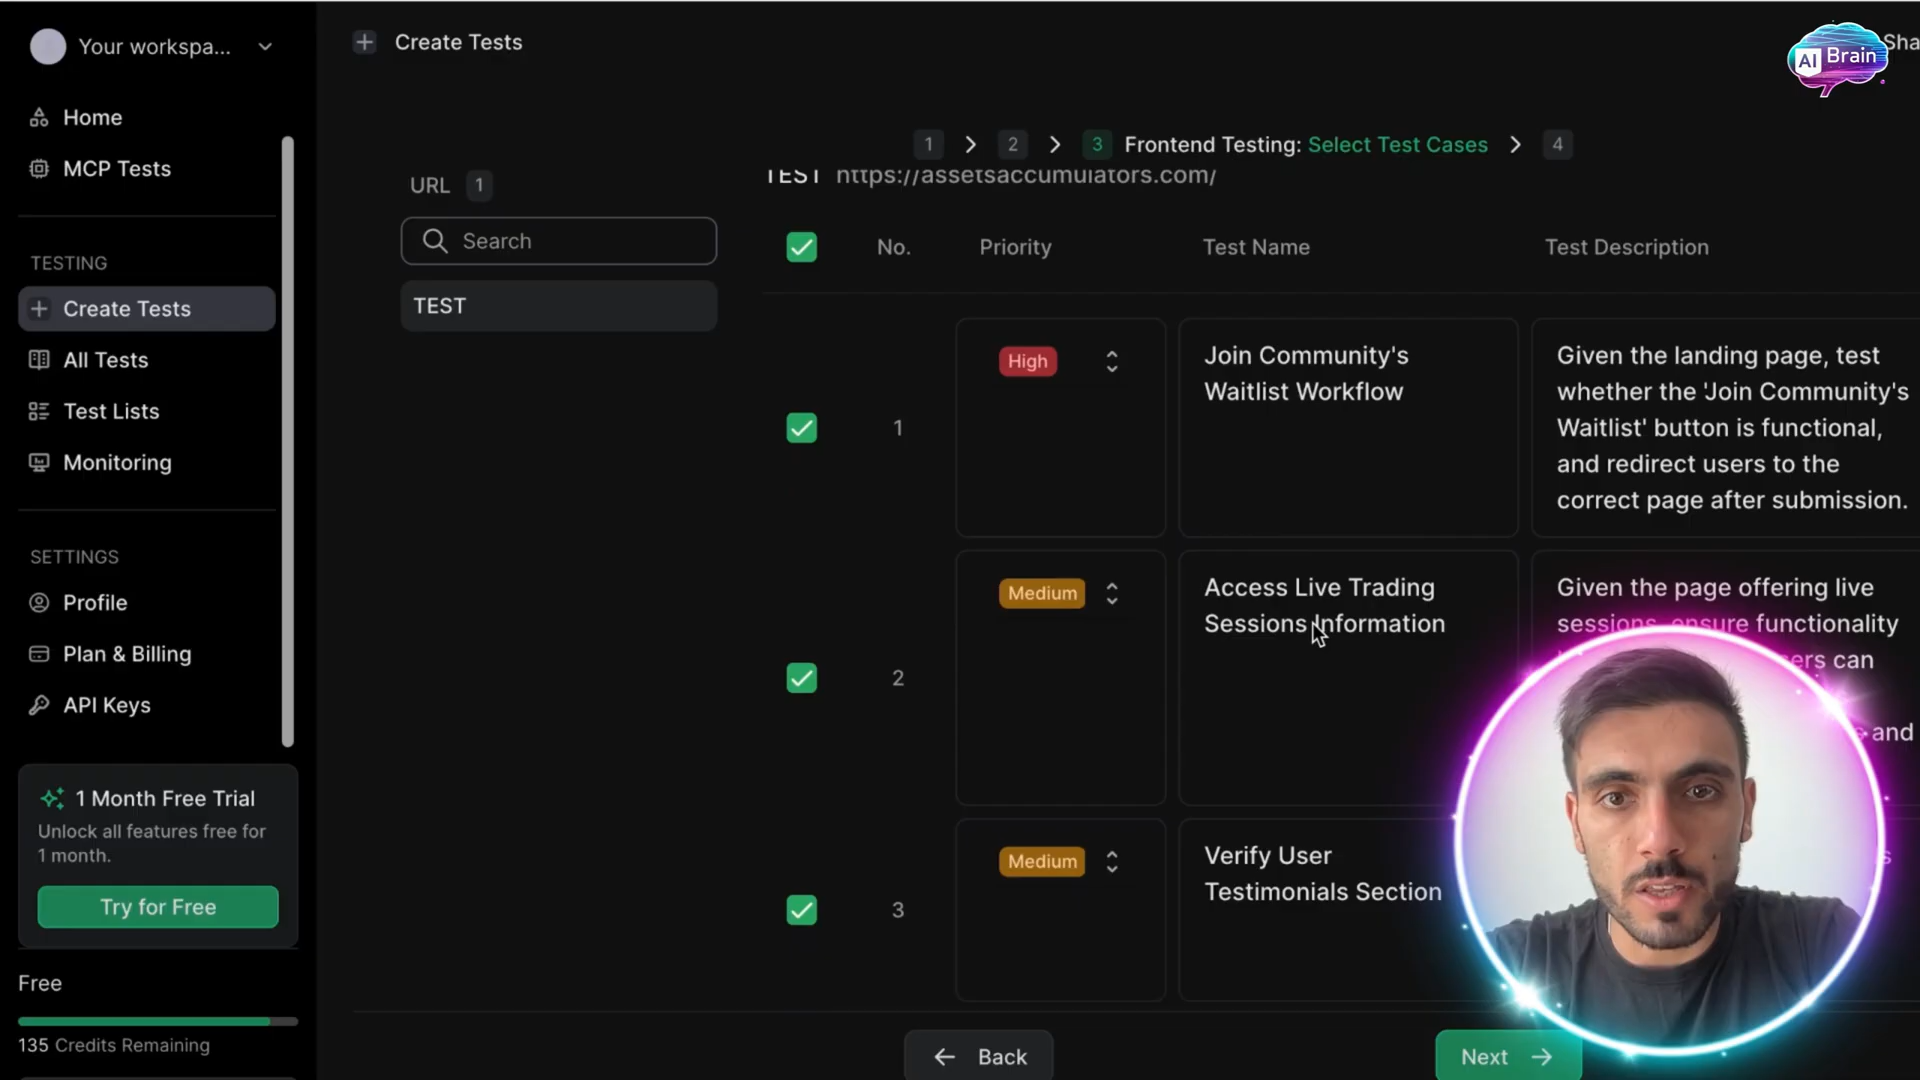 Your workspa...
Home
MCP Tests
TESTING
Create Tests
All Tests
Test Lists
Monitoring
SETTINGS
Profile
Plan & Billing
API Keys
1 Month Free Trial
Unlock all features free for
1 month.
Try for Free
Free
135 Credits Remaining
Create Tests
AI Brain
Sha
1
2
3 Frontend Testing: Select Test Cases
4
URL 1
Search
TEST
TEST https://assetsaccumulators.com/
No. Priority Test Name Test Description
1
High
Join Community's
Waitlist Workflow
Given the landing page, test
whether the 'Join Community's
Waitlist' button is functional,
and redirect users to the
correct page after submission.
2
Medium
Access Live Trading
Sessions Information
Given the page offering live
sessions, ensure functionality
can
and
3
Medium
Verify User
Testimonials Section
Back
Next